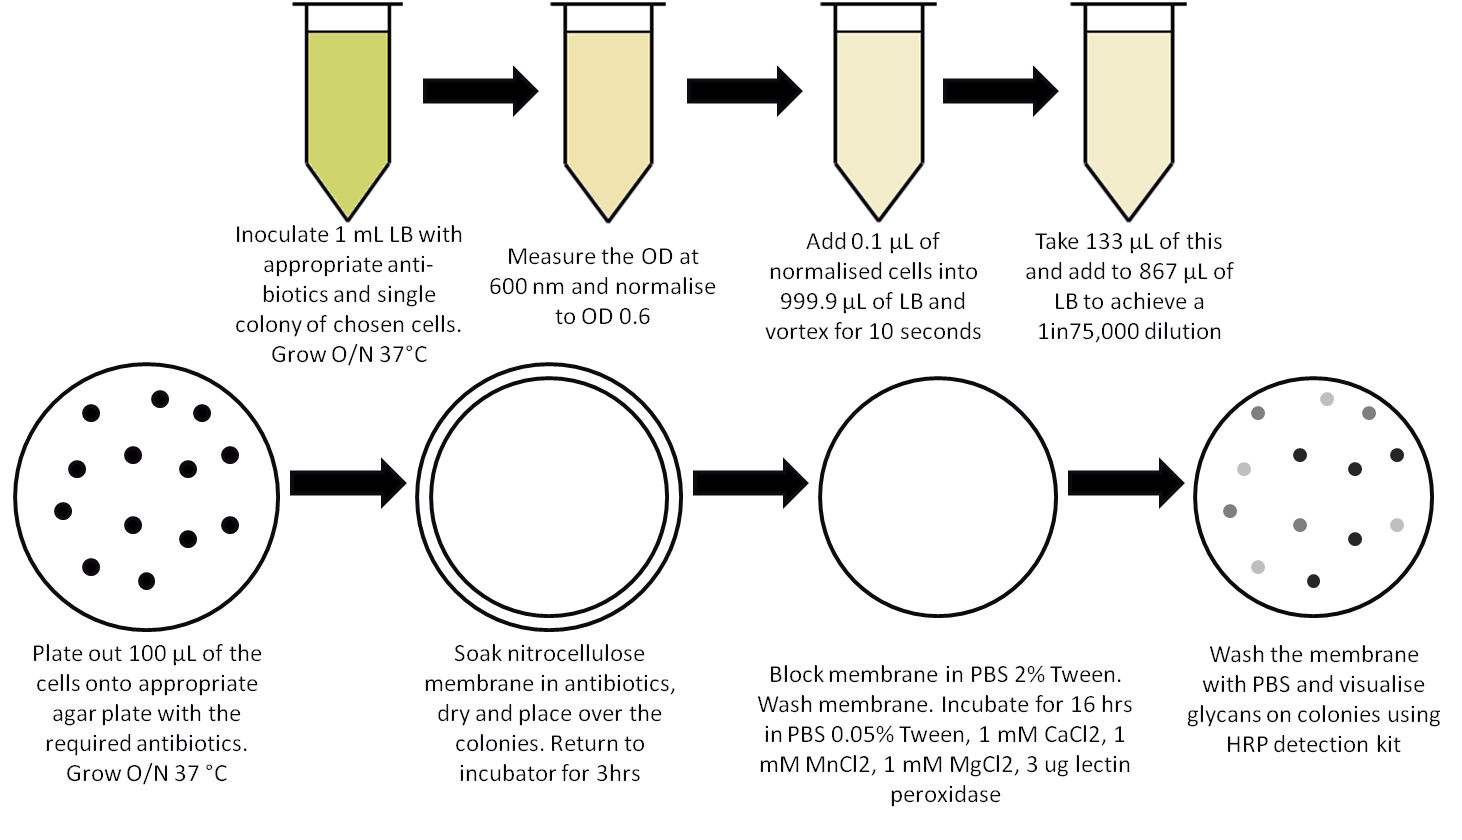 Inoculate 1 mL LB with
appropriate anti-
biotics and single
colony of chosen cells.
Grow O/N 37°C
Measure the OD at
600 nm and normalise
to OD 0.6
Add 0.1 µL of
normalised cells into
999.9 µL of LB and
vortex for 10 seconds
Take 133 µL of this
and add to 867 µL of
LB to achieve a
1in75,000 dilution
Plate out 100 µL of the
cells onto appropriate
agar plate with the
required antibiotics.
Grow O/N 37 °C
Soak nitrocellulose
membrane in antibiotics,
dry and place over the
colonies. Return to
incubator for 3hrs
Block membrane in PBS 2% Tween.
Wash membrane. Incubate for 16 hrs
in PBS 0.05% Tween, 1 mM CaCl2, 1
mM MnCl2, 1 mM MgCl2, 3 ug lectin
peroxidase
Wash the membrane
with PBS and visualise
glycans on colonies using
HRP detection kit